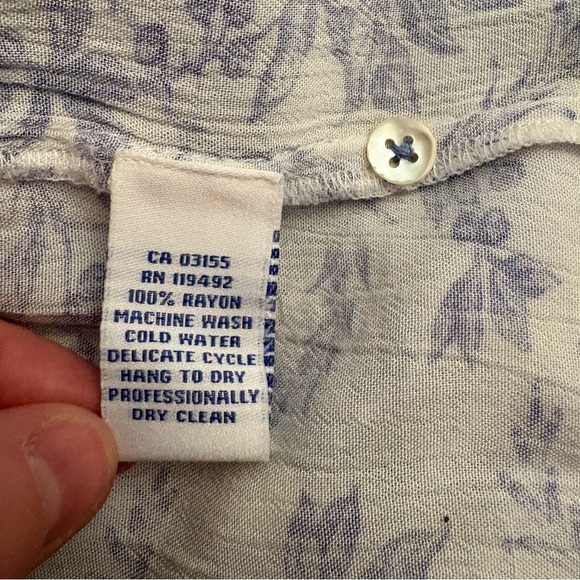 CA 03155
RN 119492
100% RAYON
MACHINE WASH
COLD WATER
DELICATE CYCLE
HANG TO DRY
PROFESSIONALLY
DRY CLEAN